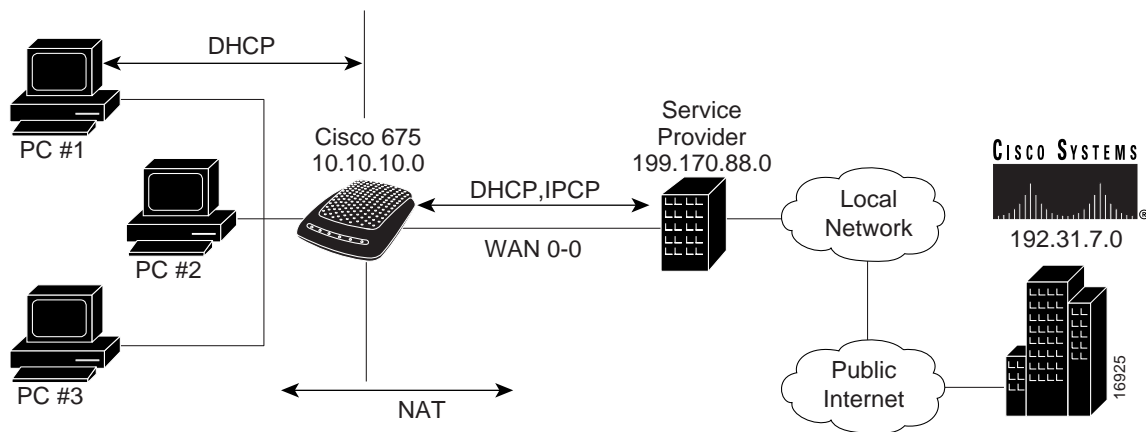 DHCP
PC #1
Cisco 675
10.10.10.0
PC #2
PC #3
DHCP,IPCP
WAN 0-0
NAT
Service
Provider
199.170.88.0
Local
Network
Public
Internet
CISCO SYSTEMS
®
192.31.7.0
16925